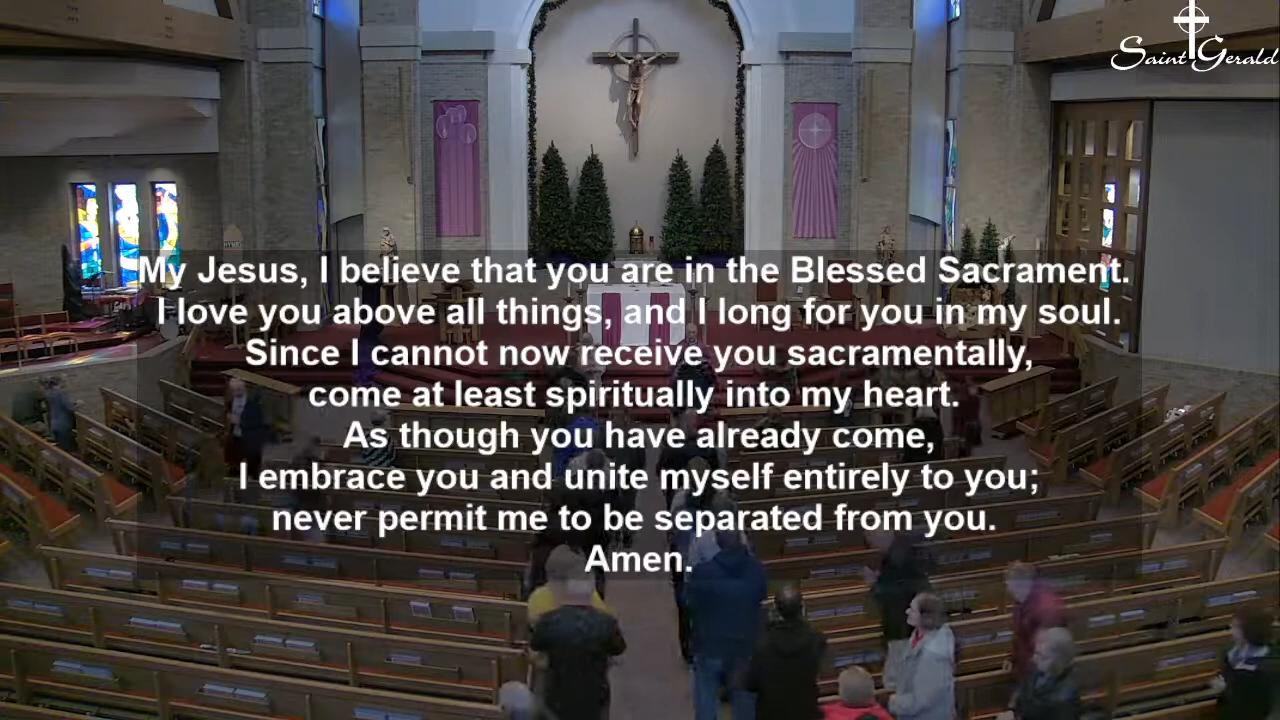 Saint Gerald
My Jesus, I believe that you are in the Blessed Sacrament.
I love you above all things, and I long for you in my soul.
Since I cannot now receive you sacramentally,
come at least spiritually into my heart.
As though you have already come,
I embrace you and unite myself entirely to you;
never permit me to be separated from you.
Amen.